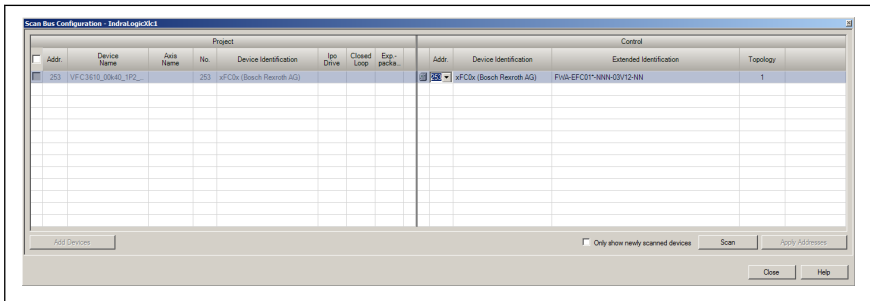 Scan Bus Configuration - IndraLogicXlc1
Project Control
Addr. Device Name Axis Name No. Device Identification Ipo Drive Closed Loop Exp.- packa... Addr. Device Identification Extended Identification Topology
253 VFC3610_00k40_1P2_... 253 xFC0x (Bosch Rexroth AG) 253 xFC0x (Bosch Rexroth AG) FWA-EFC01*-NNN-03V12-NN 1
Add Devices Only show newly scanned devices Scan Apply Addresses
Close Help